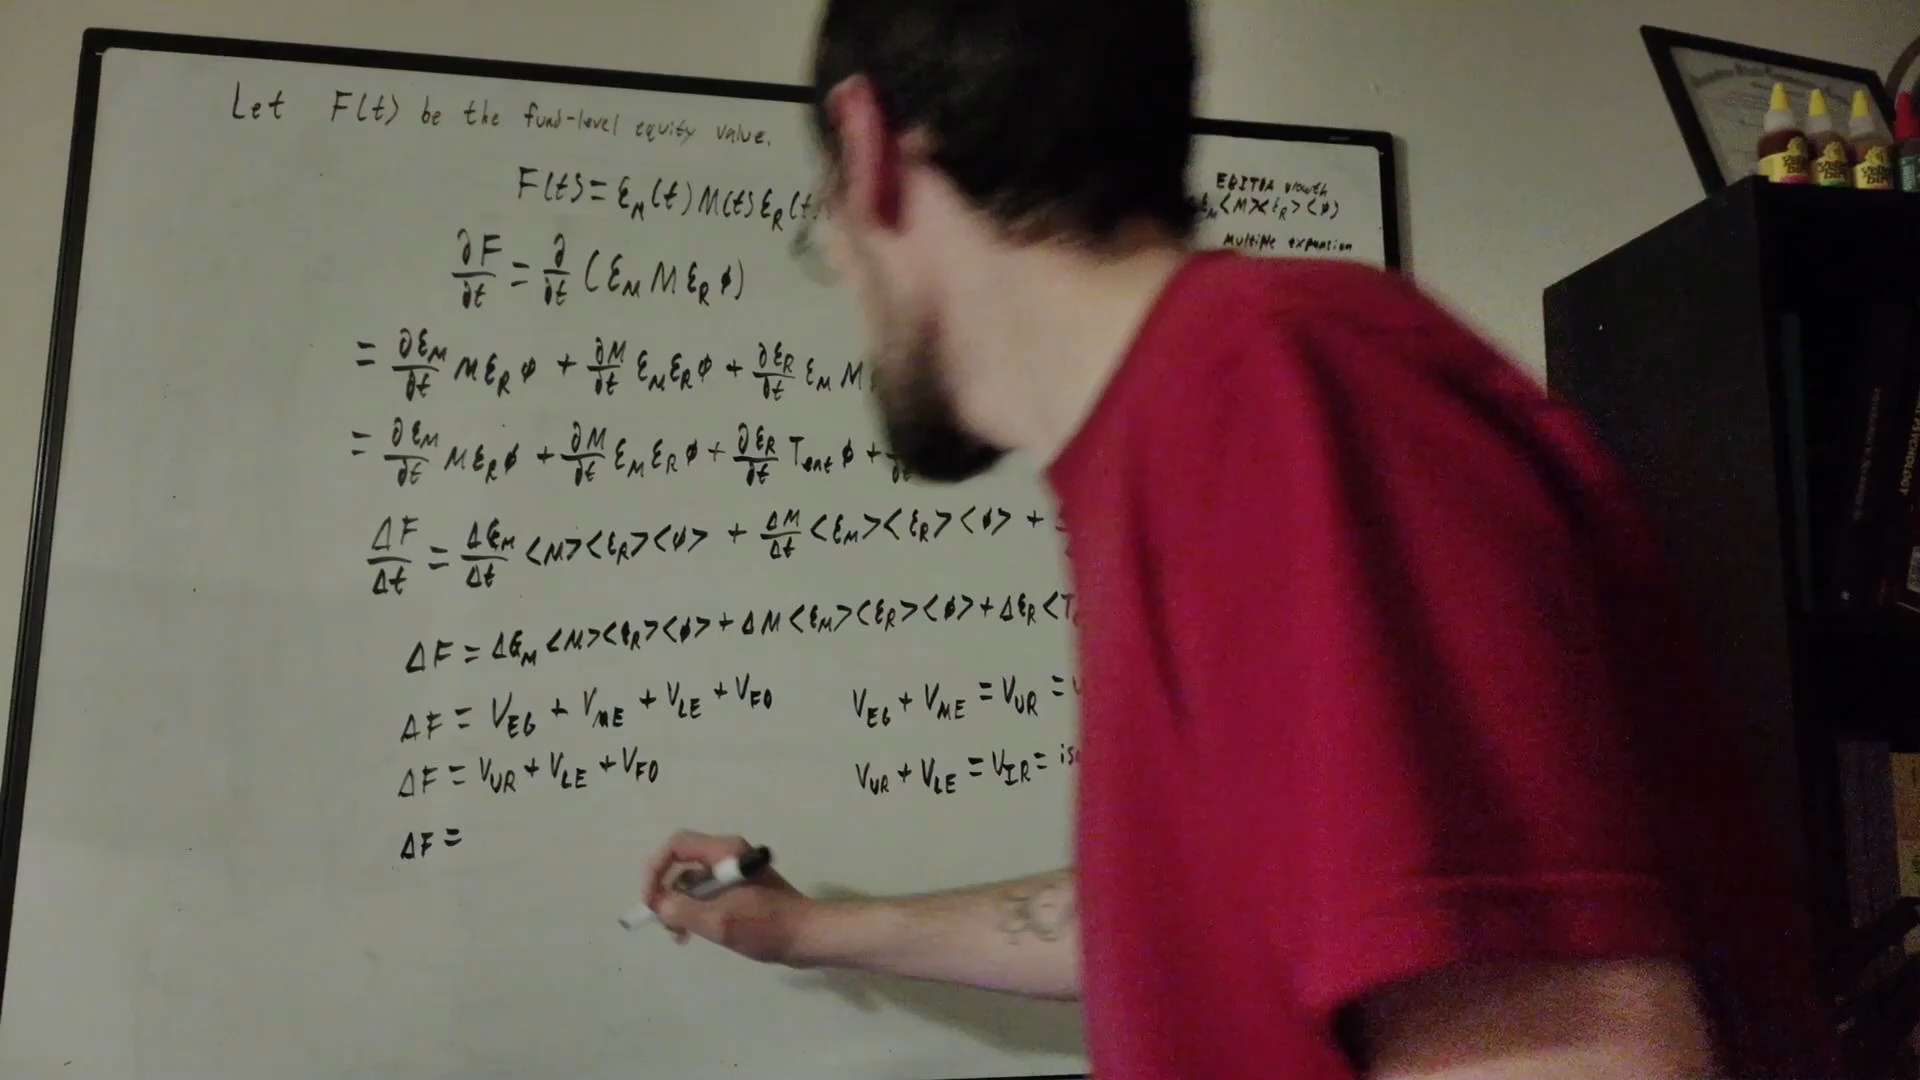 Let F(t) be the fund-level equity value.
F(t) = ε_M(t) M(t) ε_R(t)
∂F/∂t = ∂/∂t (ε_M M ε_R φ)
= ∂ε_M/∂t M ε_R φ + ∂M/∂t ε_M ε_R φ + ∂ε_R/∂t ε_M M
= ∂ε_M/∂t M ε_R φ + ∂M/∂t ε_M ε_R φ + ∂ε_R/∂t T_ent φ +
ΔF/Δt = Δε_M/Δt <M><ε_R><φ> + ΔM/Δt <ε_M><ε_R><φ> +
ΔF = Δε_M <M><ε_R><φ> + ΔM <ε_M><ε_R><φ> + Δε_R <T
ΔF = V_EG + V_ME + V_LE + V_FO
V_EG + V_ME = V_UR =
ΔF = V_UR + V_LE + V_FO
V_UR + V_LE = V_IR =
ΔF =
EBITDA growth
<M><ε_R><φ>
Multiple expansion
PSYCHOLOGY